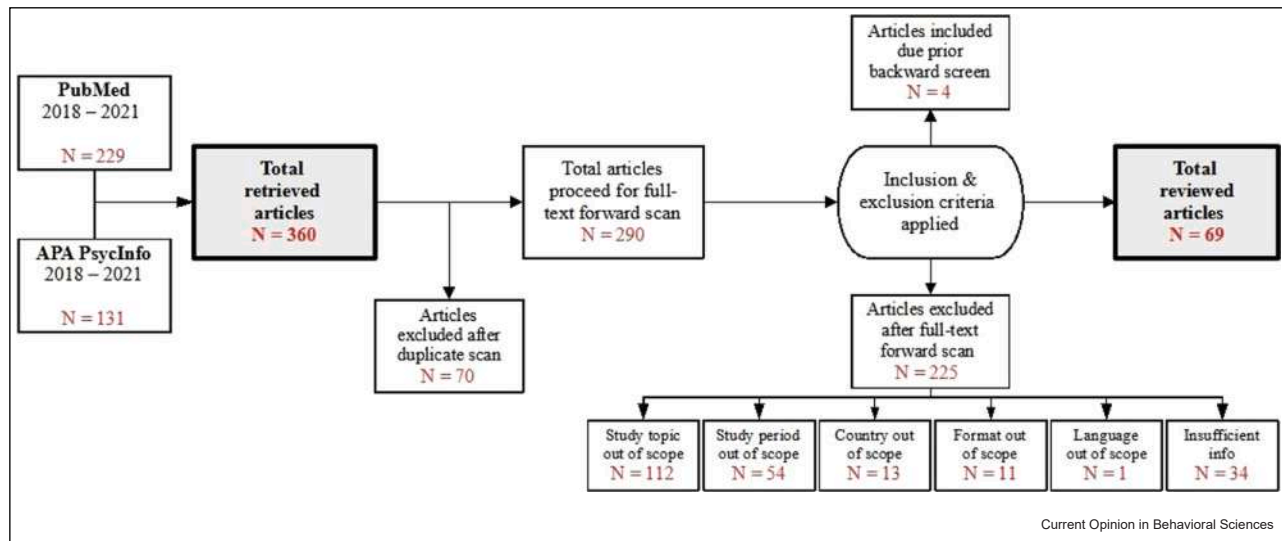 PubMed
2018 – 2021
N = 229
APA PsycInfo
2018 – 2021
N = 131
Total
retrieved
articles
N = 360
Articles
excluded after
duplicate scan
N = 70
Total articles
proceed for full-
text forward scan
N = 290
Articles included
due prior
backward screen
N = 4
Inclusion &
exclusion criteria
applied
Total
reviewed
articles
N = 69
Articles excluded
after full-text
forward scan
N = 225
Study topic
out of scope
N = 112
Study period
out of scope
N = 54
Country out
of scope
N = 13
Format out
of scope
N = 11
Language out
of scope
N = 1
Insufficient
info
N = 34
Current Opinion in Behavioral Sciences